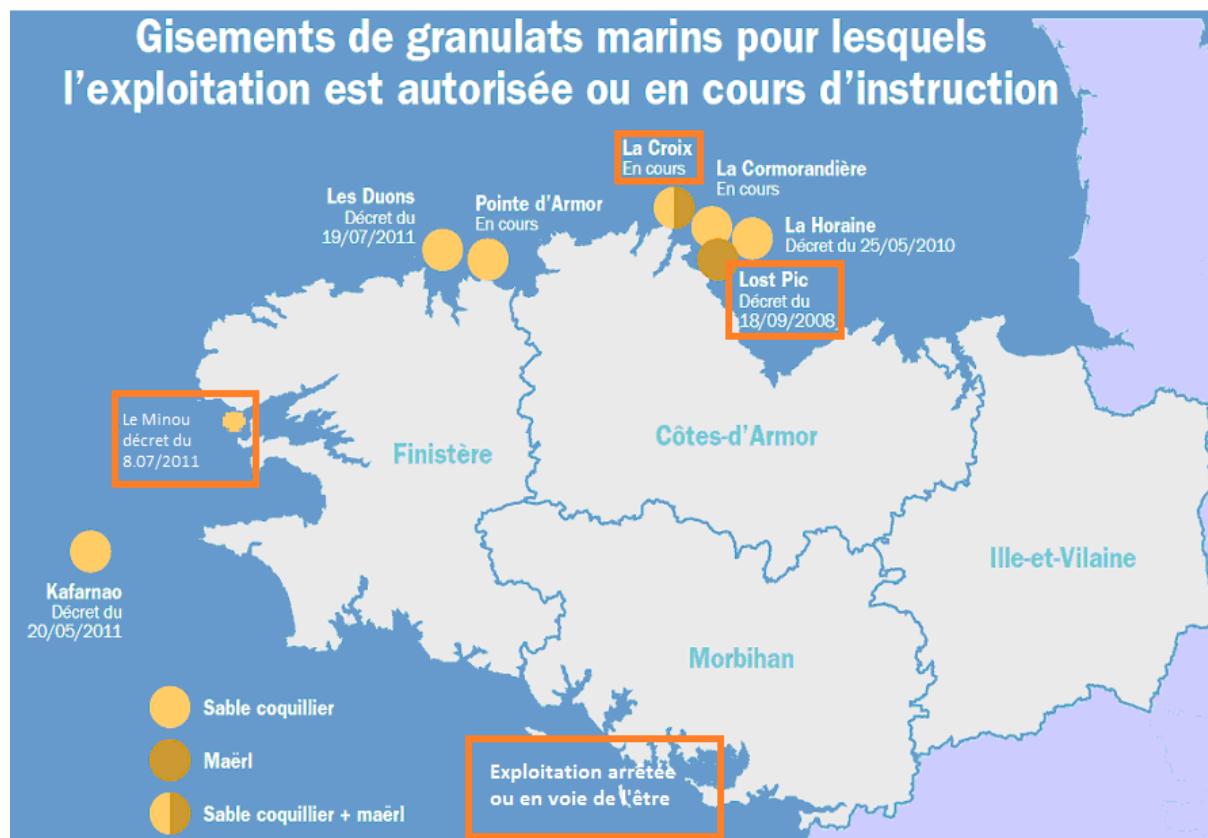 Gisements de granulats marins pour lesquels
l'exploitation est autorisée ou en cours d'instruction
La Croix
En cours
La Cormorandière
En cours
Les Duons
Décret du
19/07/2011
Pointe d'Armor
En cours
La Horaine
Décret du 25/05/2010
Lost Pic
Décret du
18/09/2008
Le Minou
décret du
8.07/2011
Finistère
Côtes-d'Armor
Ille-et-Vilaine
Kafarnao
Décret du
20/05/2011
Morbihan
Sable coquillier
Maërl
Sable coquillier + maërl
Exploitation arrêtée
ou en voie de l'être